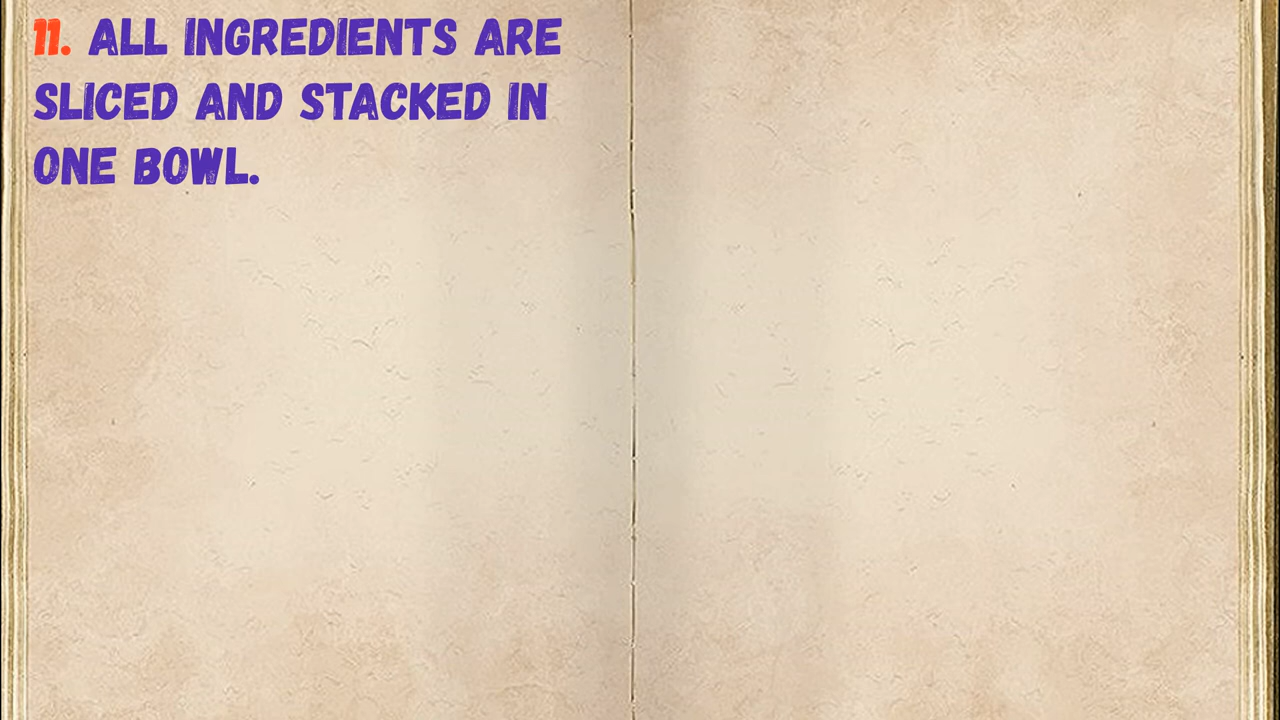 11. ALL INGREDIENTS ARE
SLICED AND STACKED IN
ONE BOWL.